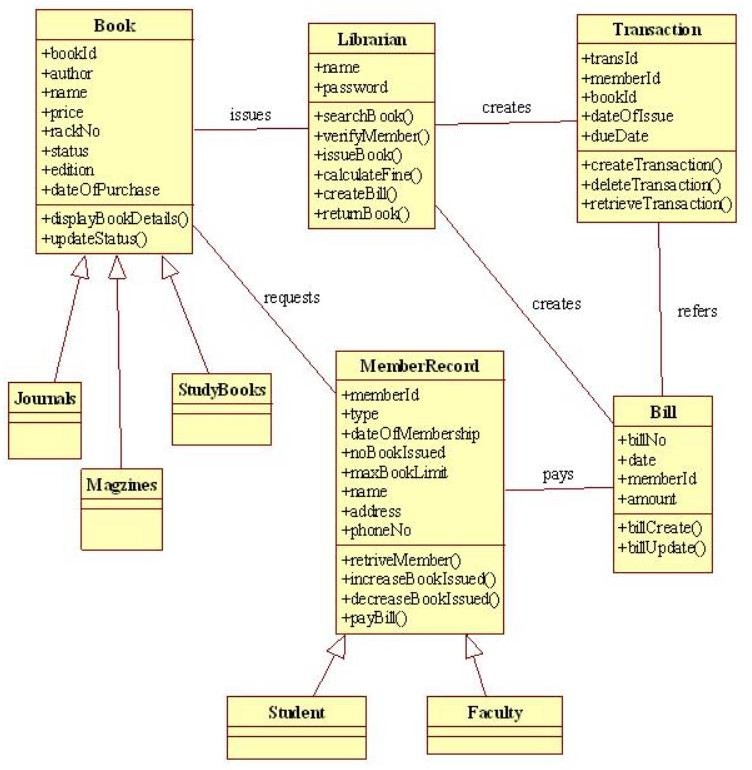 Book
+bookId
+author
+name
+price
+rackNo
+status
+edition
+dateOfPurchase
+displayBookDetails()
+updateStatus()
issues
Librarian
+name
+password
+searchBook()
+verifyMember()
+issueBook()
+calculateFine()
+createBill()
+returnBook()
creates
Transaction
+transId
+memberId
+bookId
+dateOfIssue
+dueDate
+createTransaction()
+deleteTransaction()
+retrieveTransaction()
requests
creates
refers
Journals
Magzines
StudyBooks
MemberRecord
+memberId
+type
+dateOfMembership
+noBookIssued
+maxBookLimit
+name
+address
+phoneNo
+retriveMember()
+increaseBookIssued()
+decreaseBookIssued()
+payBill()
pays
Bill
+billNo
+date
+memberId
+amount
+billCreate()
+billUpdate()
Student
Faculty